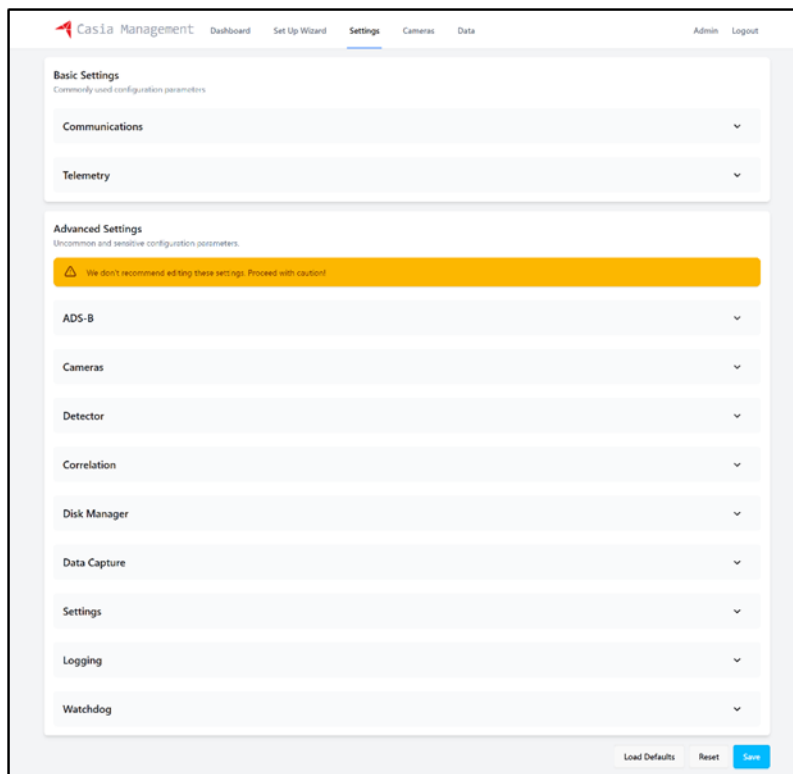 Casia Management Dashboard Set Up Wizard Settings Cameras Data Admin Logout
Basic Settings
Commonly used configuration parameters
Communications
Telemetry
Advanced Settings
Uncommon and sensitive configuration parameters.
We don't recommend editing these settings. Proceed with caution!
ADS-B
Cameras
Detector
Correlation
Disk Manager
Data Capture
Settings
Logging
Watchdog
Load Defaults Reset Save